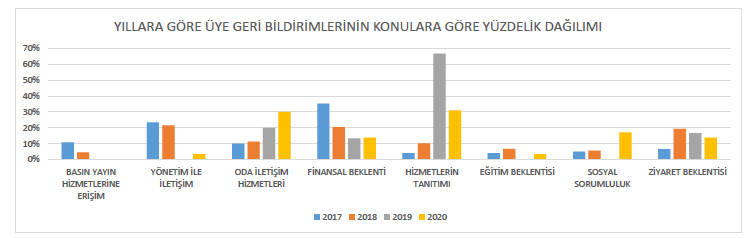 YILLARA GÖRE ÜYE GERİ BİLDİRİMLERİNİN KONULARA GÖRE YÜZDELİK DAĞILIMI
70%
60%
50%
40%
30%
20%
10%
0%
BASIN YAYIN
HİZMETLERİNE
ERİŞİM
YÖNETİM İLE
İLETİŞİM
ODA İLETİŞİM
HİZMETLERİ
FİNANSAL BEKLENTİ
HİZMETLERİN
TANITIMI
EĞİTİM BEKLENTİSİ
SOSYAL
SORUMLULUK
ZİYARET BEKLENTİSİ
2017 2018 2019 2020